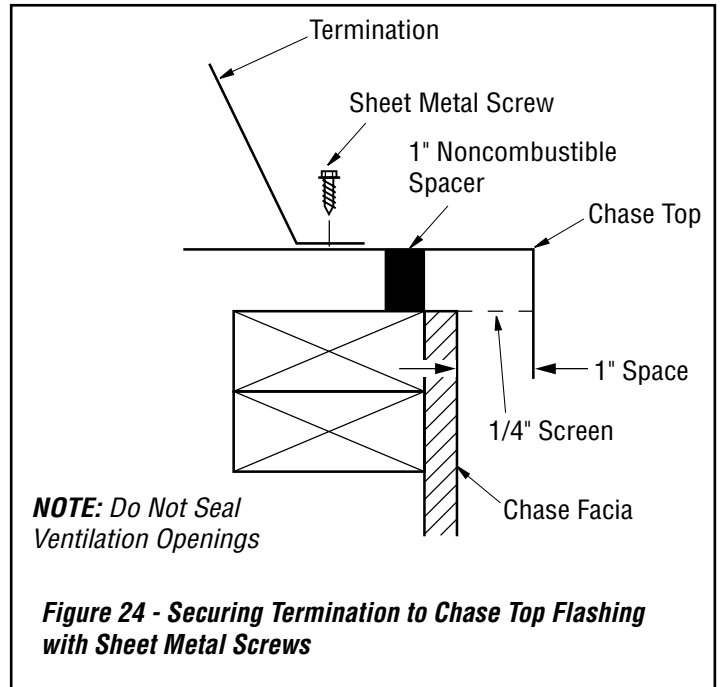 Termination
Sheet Metal Screw
1" Noncombustible
Spacer
Chase Top
1" Space
1/4" Screen
Chase Facia
NOTE: Do Not Seal
Ventilation Openings
Figure 24 - Securing Termination to Chase Top Flashing
with Sheet Metal Screws